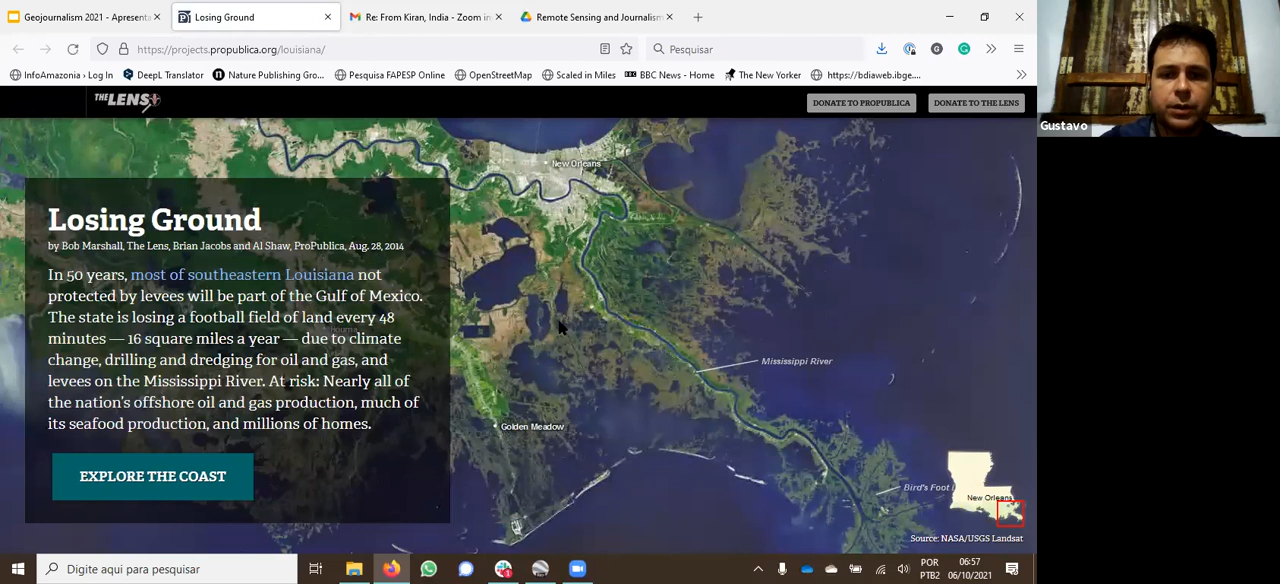 Geojornalismo 2021 - Apresenta
Losing Ground
Re: From Kiran, India - Zoom in
Remote Sensing and Journalism
https://projects.propublica.org/louisiana/
Pesquisar
InfoAmazonia › Log In
DeepL Translator
Nature Publishing Gro...
Pesquisa FAPESP Online
OpenStreetMap
Scaled in Miles
BBC News - Home
The New Yorker
https://bdiaweb.ibge....
THE LENS
DONATE TO PROPUBLICA
DONATE TO THE LENS
Gustavo
New Orleans
Losing Ground
by Bob Marshall, The Lens, Brian Jacobs and Al Shaw, ProPublica, Aug. 28, 2014
In 50 years, most of southeastern Louisiana not
protected by levees will be part of the Gulf of Mexico.
The state is losing a football field of land every 48
minutes — 16 square miles a year — due to climate
change, drilling and dredging for oil and gas, and
levees on the Mississippi River. At risk: Nearly all of
the nation's offshore oil and gas production, much of
its seafood production, and millions of homes.
EXPLORE THE COAST
Houma
Mississippi River
Golden Meadow
Bird's Foot
New Orleans
Source: NASA/USGS Landsat
Digite aqui para pesquisar
POR
PTB2
06:57
06/10/2021